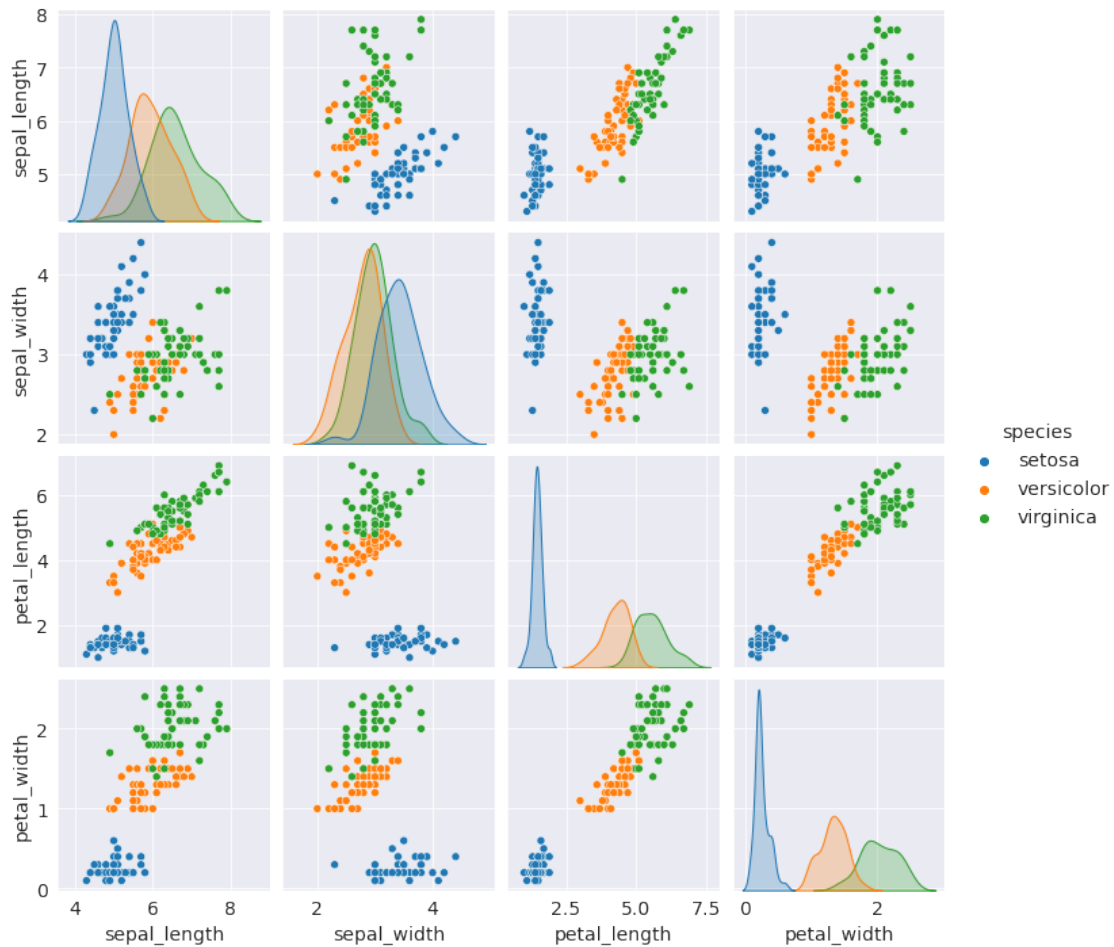 8
7
6
5
sepal_length
4
3
2
sepal_width
6
4
2
petal_length
2
1
0
petal_width
4 6 8
2 4
2.5 5.0 7.5
0 2
sepal_length
sepal_width
petal_length
petal_width
species
setosa
versicolor
virginica